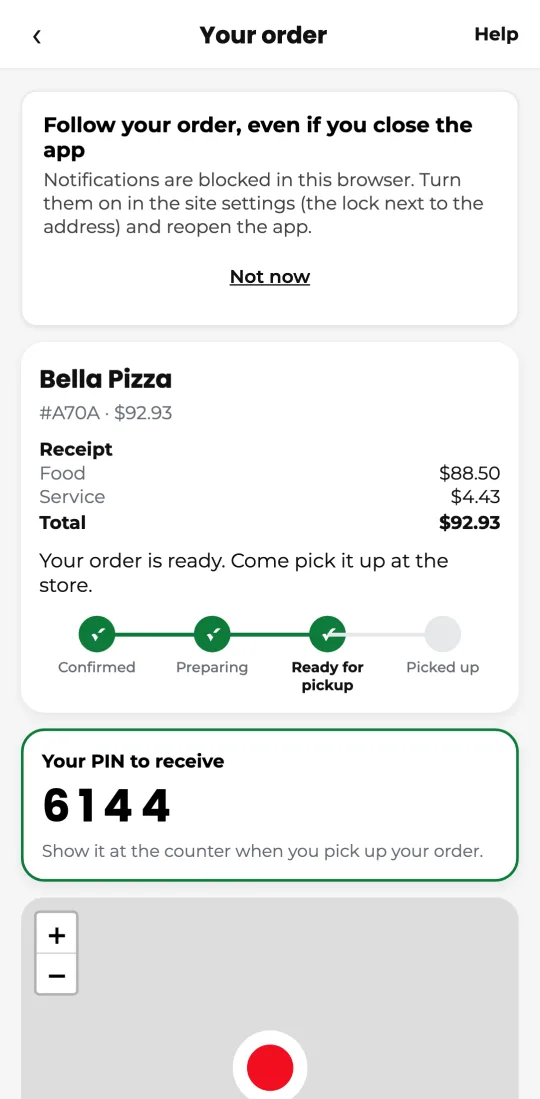 ‹ Your order Help
Follow your order, even if you close the
app
Notifications are blocked in this browser. Turn
them on in the site settings (the lock next to the
address) and reopen the app.
Not now
Bella Pizza
#A70A · $92.93
Receipt
Food $88.50
Service $4.43
Total $92.93
Your order is ready. Come pick it up at the
store.
Confirmed Preparing Ready for pickup Picked up
Your PIN to receive
6144
Show it at the counter when you pick up your order.
+
−